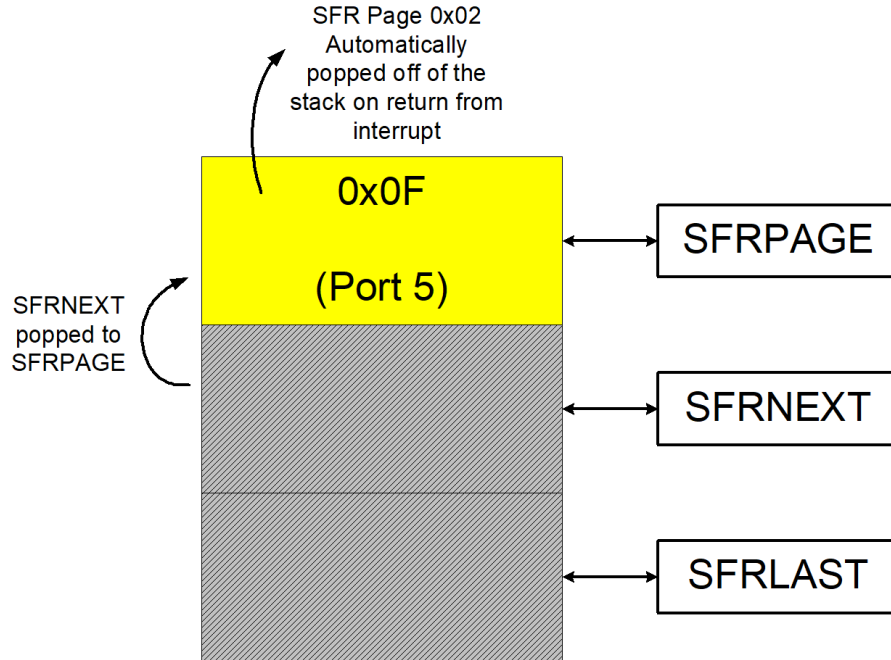 SFR Page 0x02
Automatically
popped off of the
stack on return from
interrupt
0x0F
(Port 5)
SFRPAGE
SFRNEXT
popped to
SFRPAGE
SFRNEXT
SFRLAST